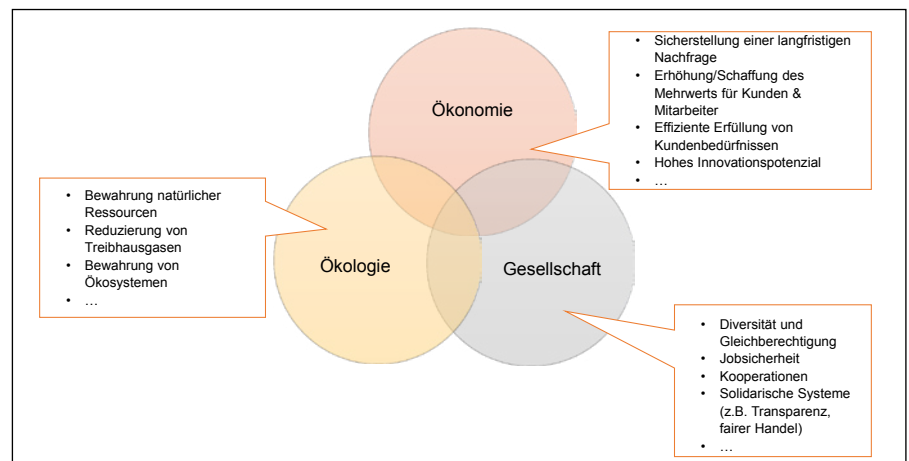 Ökonomie
• Sicherstellung einer langfristigen
Nachfrage
• Erhöhung/Schaffung des
Mehrwerts für Kunden &
Mitarbeiter
• Effiziente Erfüllung von
Kundenbedürfnissen
• Hohes Innovationspotenzial
• …
• Bewahrung natürlicher
Ressourcen
• Reduzierung von
Treibhausgasen
• Bewahrung von
Ökosystemen
• …
Ökologie
Gesellschaft
• Diversität und
Gleichberechtigung
• Jobsicherheit
• Kooperationen
• Solidarische Systeme
(z.B. Transparenz,
fairer Handel)
• …